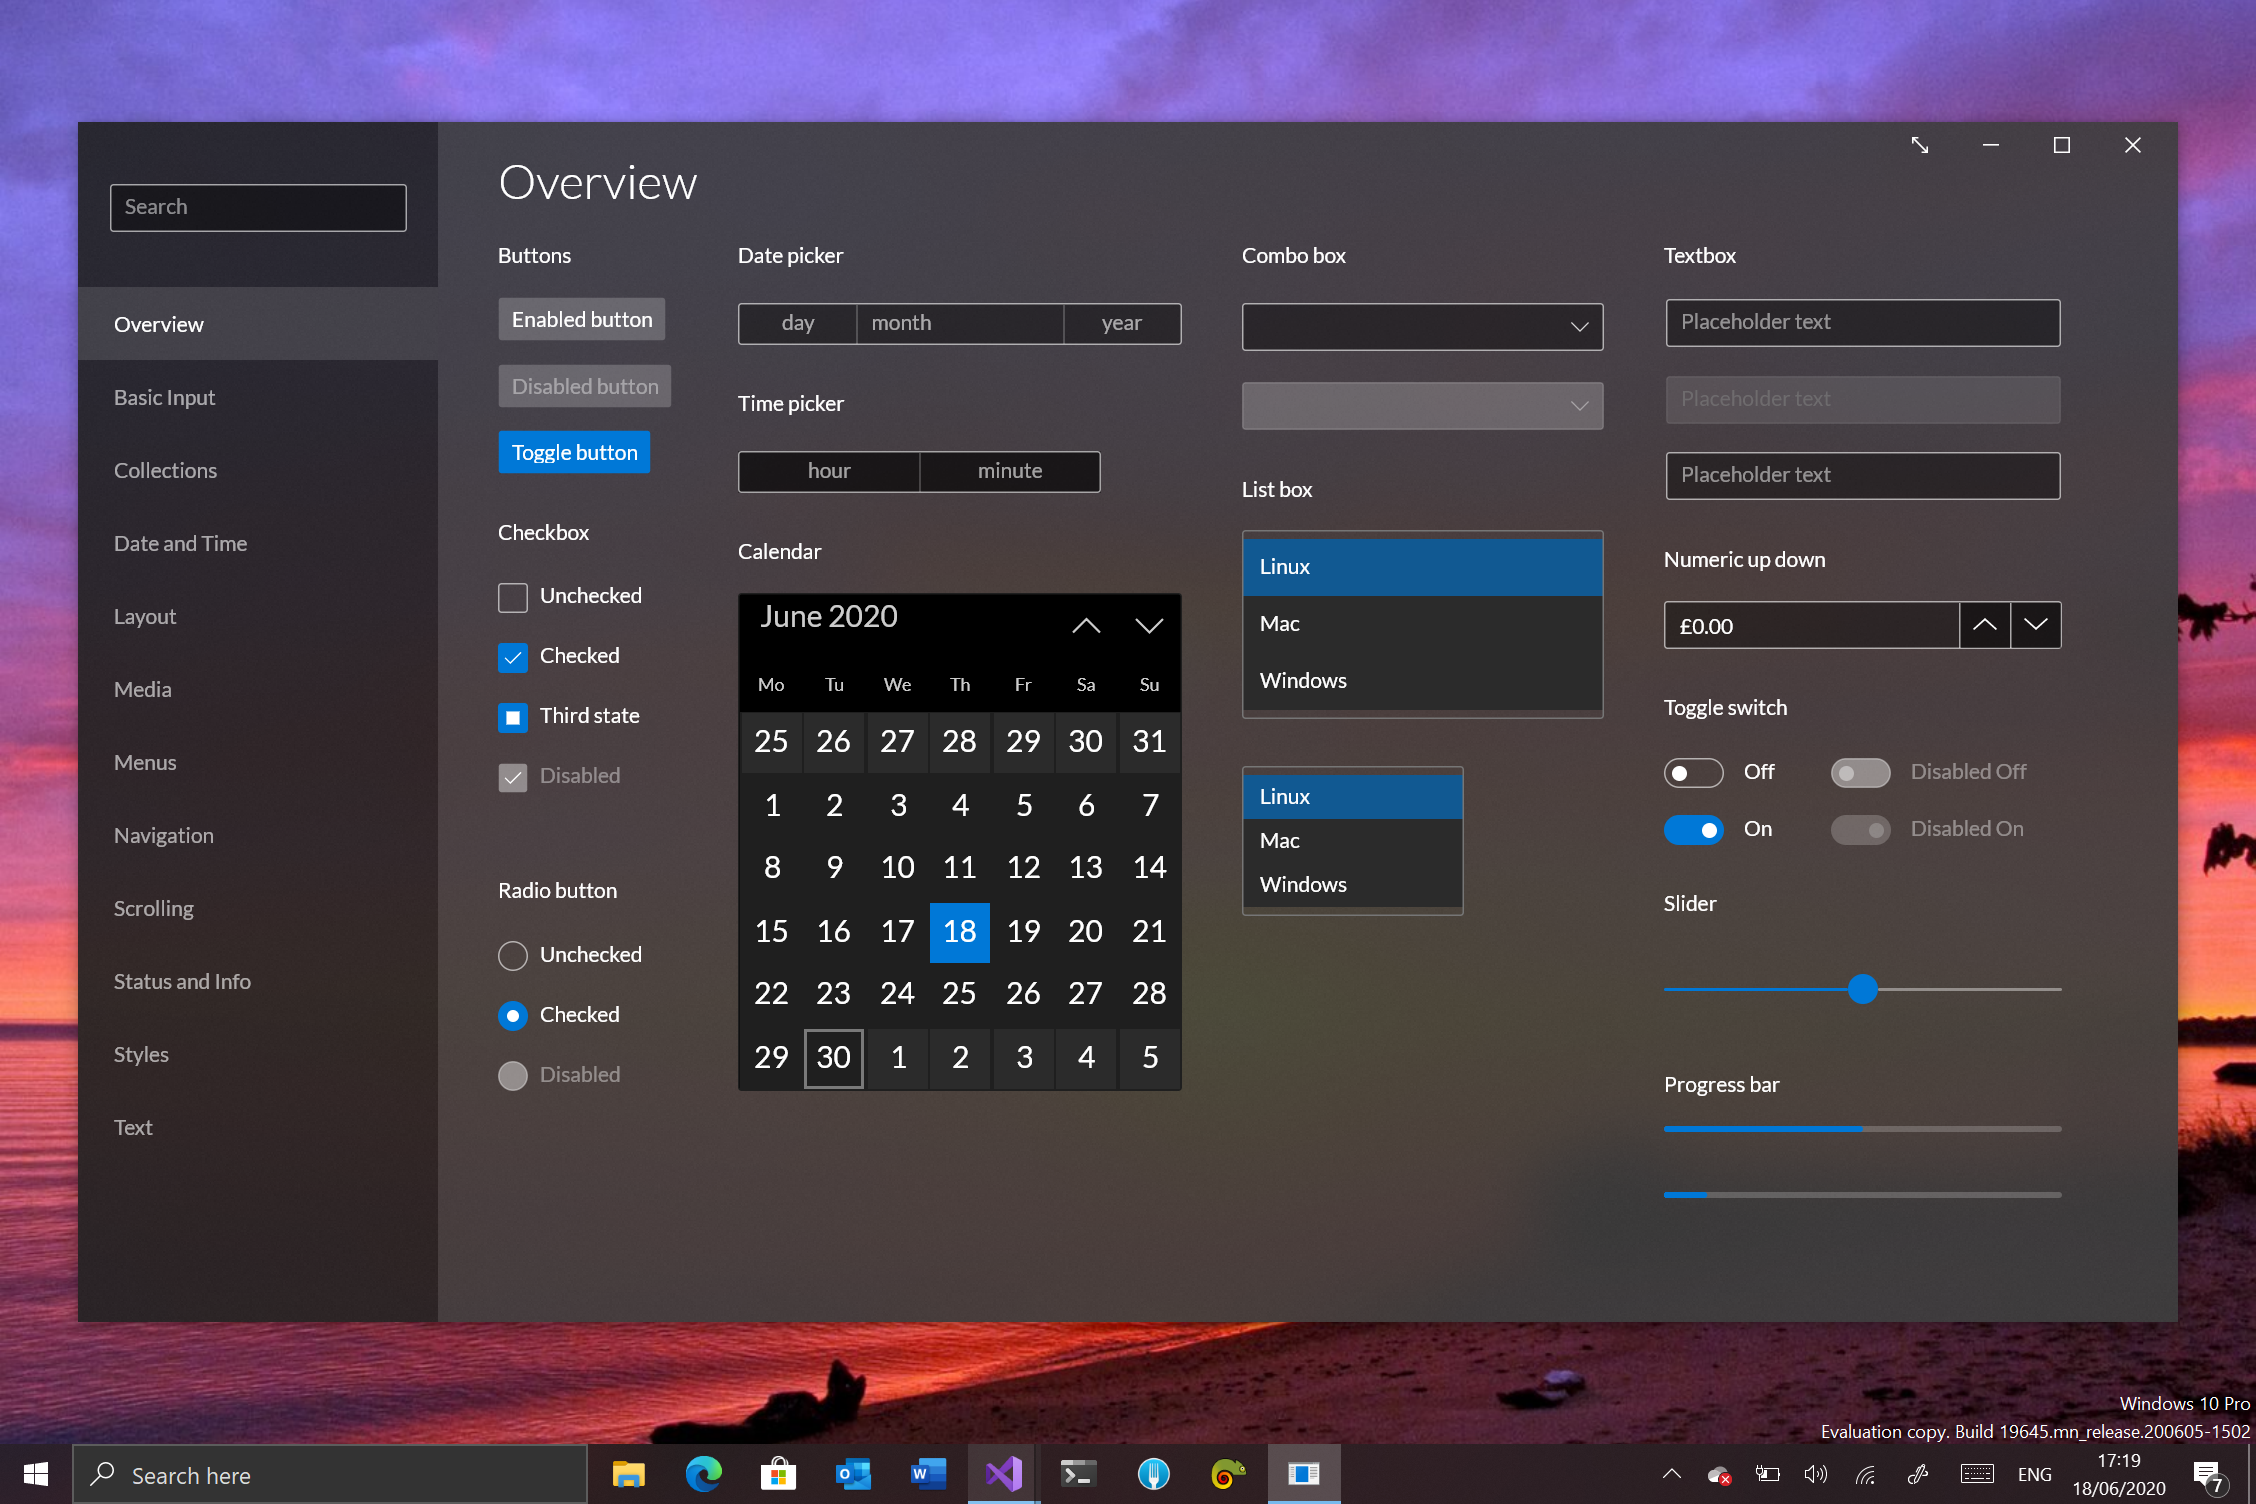 Search
Overview
Basic Input
Collections
Date and Time
Layout
Media
Menus
Navigation
Scrolling
Status and Info
Styles
Text
Overview
Buttons
Enabled button
Disabled button
Toggle button
Checkbox
Unchecked
Checked
Third state
Disabled
Radio button
Unchecked
Checked
Disabled
Date picker
day month year
Time picker
hour minute
Calendar
June 2020
Mo Tu We Th Fr Sa Su
25 26 27 28 29 30 31
1 2 3 4 5 6 7
8 9 10 11 12 13 14
15 16 17 18 19 20 21
22 23 24 25 26 27 28
29 30 1 2 3 4 5
Combo box
List box
Linux
Mac
Windows
Linux
Mac
Windows
Textbox
Placeholder text
Placeholder text
Placeholder text
Numeric up down
£0.00
Toggle switch
Off Disabled Off
On Disabled On
Slider
Progress bar
Windows 10 Pro
Evaluation copy. Build 19645.mn_release.200605-1502
Search here
O
W
ENG
17:19
18/06/2020
7